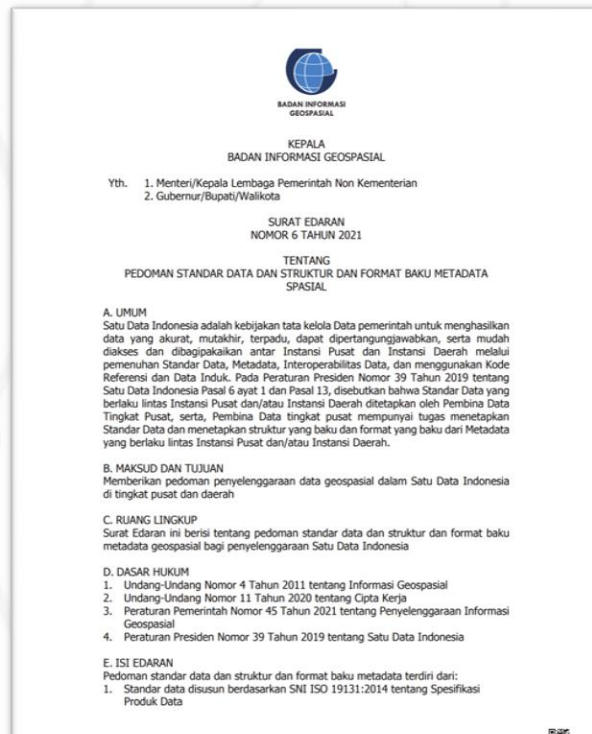 BADAN INFORMASI
GEOSPASIAL
KEPALA
BADAN INFORMASI GEOSPASIAL
Yth. 1. Menteri/Kepala Lembaga Pemerintah Non Kementerian
2. Gubernur/Bupati/Walikota
SURAT EDARAN
NOMOR 6 TAHUN 2021
TENTANG
PEDOMAN STANDAR DATA DAN STRUKTUR DAN FORMAT BAKU METADATA
SPASIAL
A. UMUM
Satu Data Indonesia adalah kebijakan tata kelola Data pemerintah untuk menghasilkan
data yang akurat, mutakhir, terpadu, dapat dipertangungjawabkan, serta mudah
diakses dan dibagipakaikan antar Instansi Pusat dan Instansi Daerah melalui
pemenuhan Standar Data, Metadata, Interoperabilitas Data, dan menggunakan Kode
Referensi dan Data Induk. Pada Peraturan Presiden Nomor 39 Tahun 2019 tentang
Satu Data Indonesia Pasal 6 ayat 1 dan Pasal 13, disebutkan bahwa Standar Data yang
berlaku lintas Instansi Pusat dan/atau Instansi Daerah ditetapkan oleh Pembina Data
Tingkat Pusat, serta, Pembina Data tingkat pusat mempunyai tugas menetapkan
Standar Data dan menetapkan struktur yang baku dan format yang baku dari Metadata
yang berlaku lintas Instansi Pusat dan/atau Instansi Daerah.
B. MAKSUD DAN TUJUAN
Memberikan pedoman penyelenggaraan data geospasial dalam Satu Data Indonesia
di tingkat pusat dan daerah
C. RUANG LINGKUP
Surat Edaran ini berisi tentang pedoman standar data dan struktur dan format baku
metadata geospasial bagi penyelenggaraan Satu Data Indonesia
D. DASAR HUKUM
1. Undang-Undang Nomor 4 Tahun 2011 tentang Informasi Geospasial
2. Undang-Undang Nomor 11 Tahun 2020 tentang Cipta Kerja
3. Peraturan Pemerintah Nomor 45 Tahun 2021 tentang Penyelenggaraan Informasi
Geospasial
4. Peraturan Presiden Nomor 39 Tahun 2019 tentang Satu Data Indonesia
E. ISI EDARAN
Pedoman standar data dan struktur dan format baku metadata terdiri dari:
1. Standar data disusun berdasarkan SNI ISO 19131:2014 tentang Spesifikasi
Produk Data